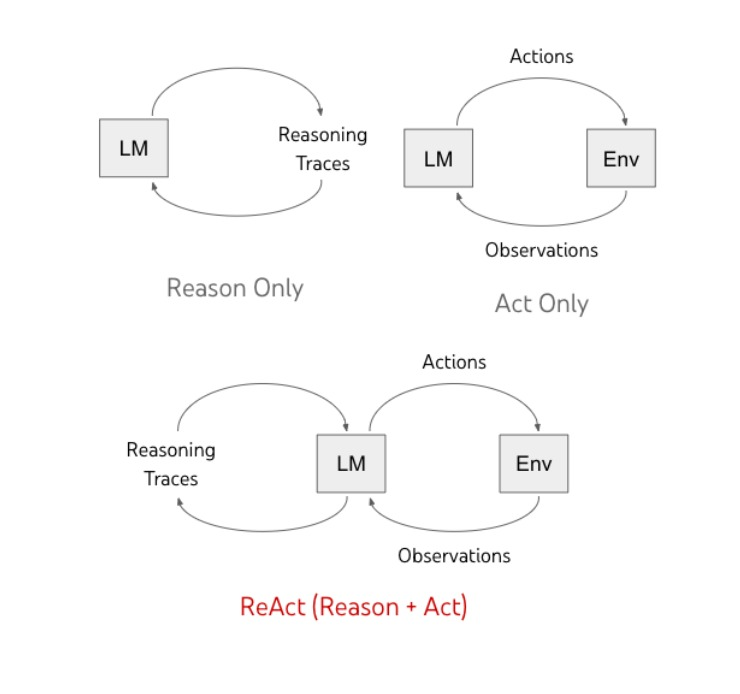 LM
Reasoning
Traces
Reason Only
Actions
LM
Env
Observations
Act Only
Actions
Reasoning
Traces
LM
Env
Observations
ReAct (Reason + Act)